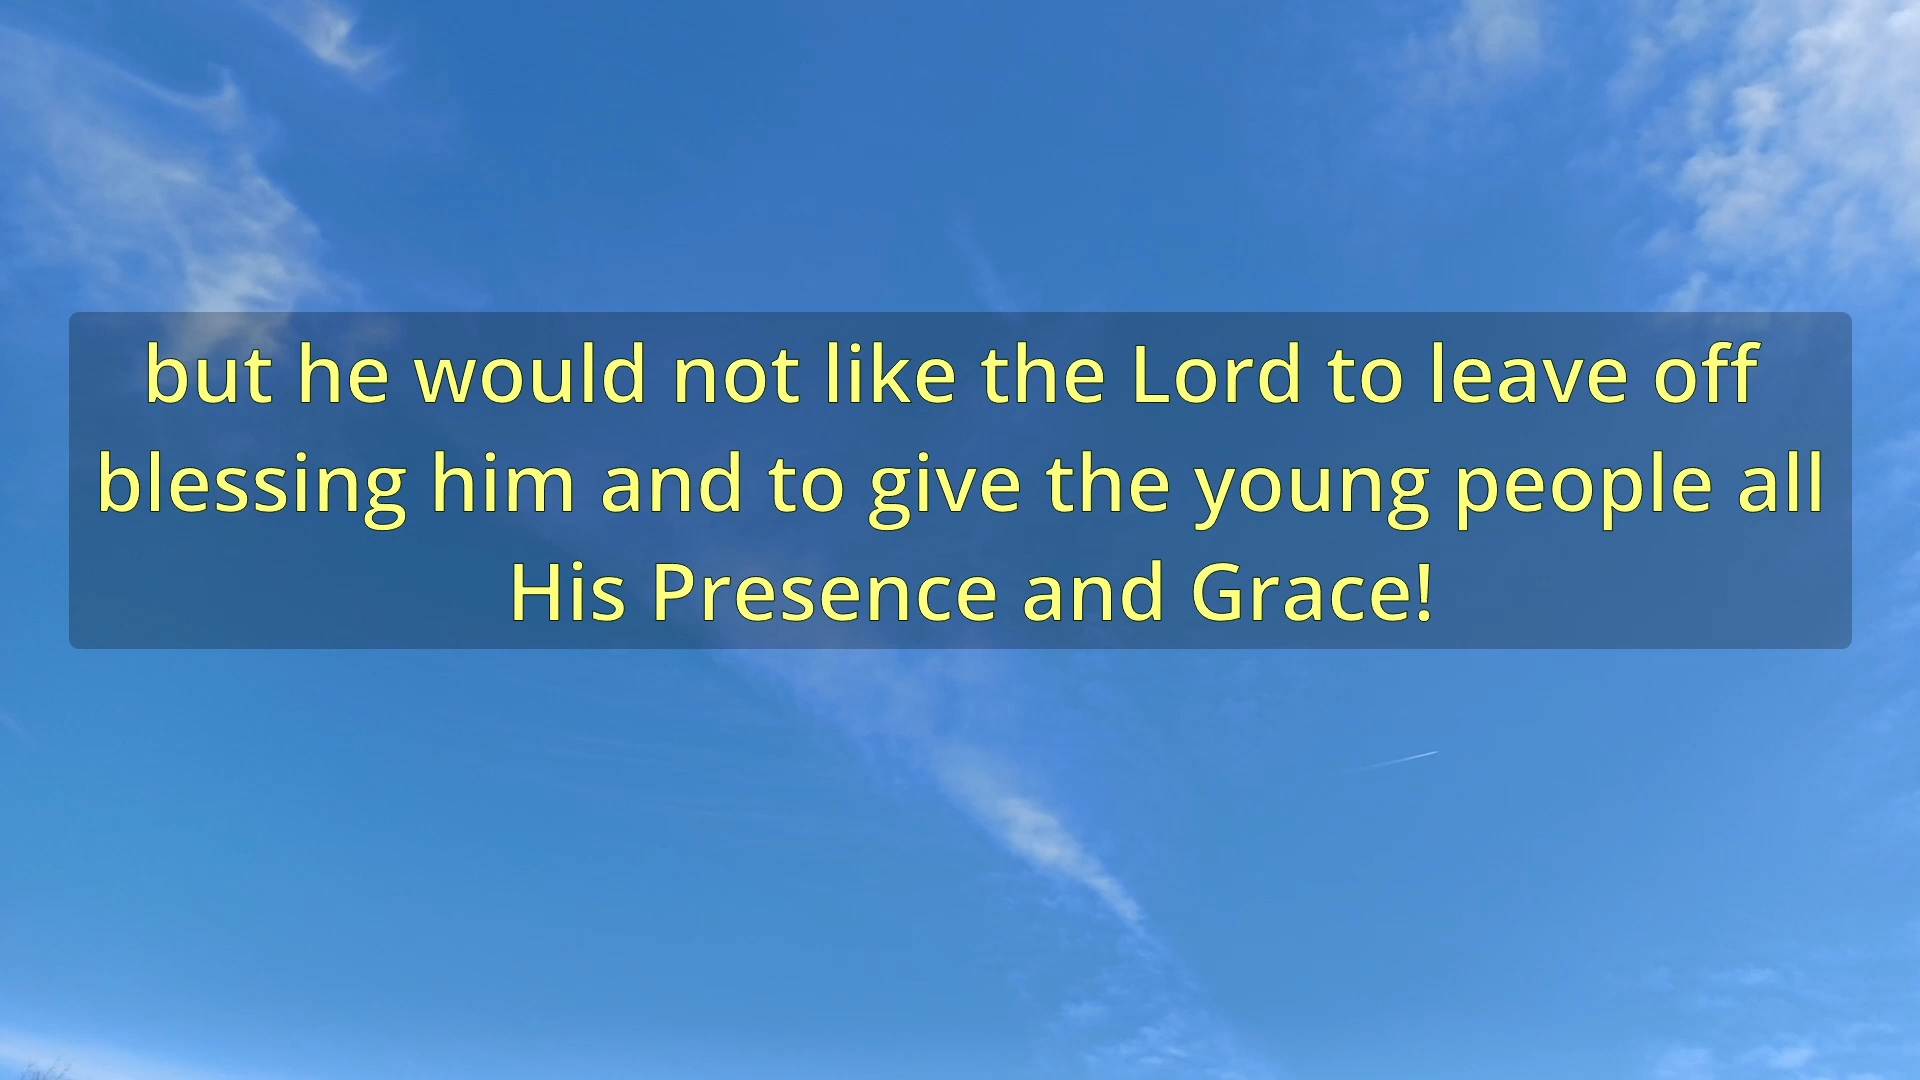 but he would not like the Lord to leave off
blessing him and to give the young people all
His Presence and Grace!